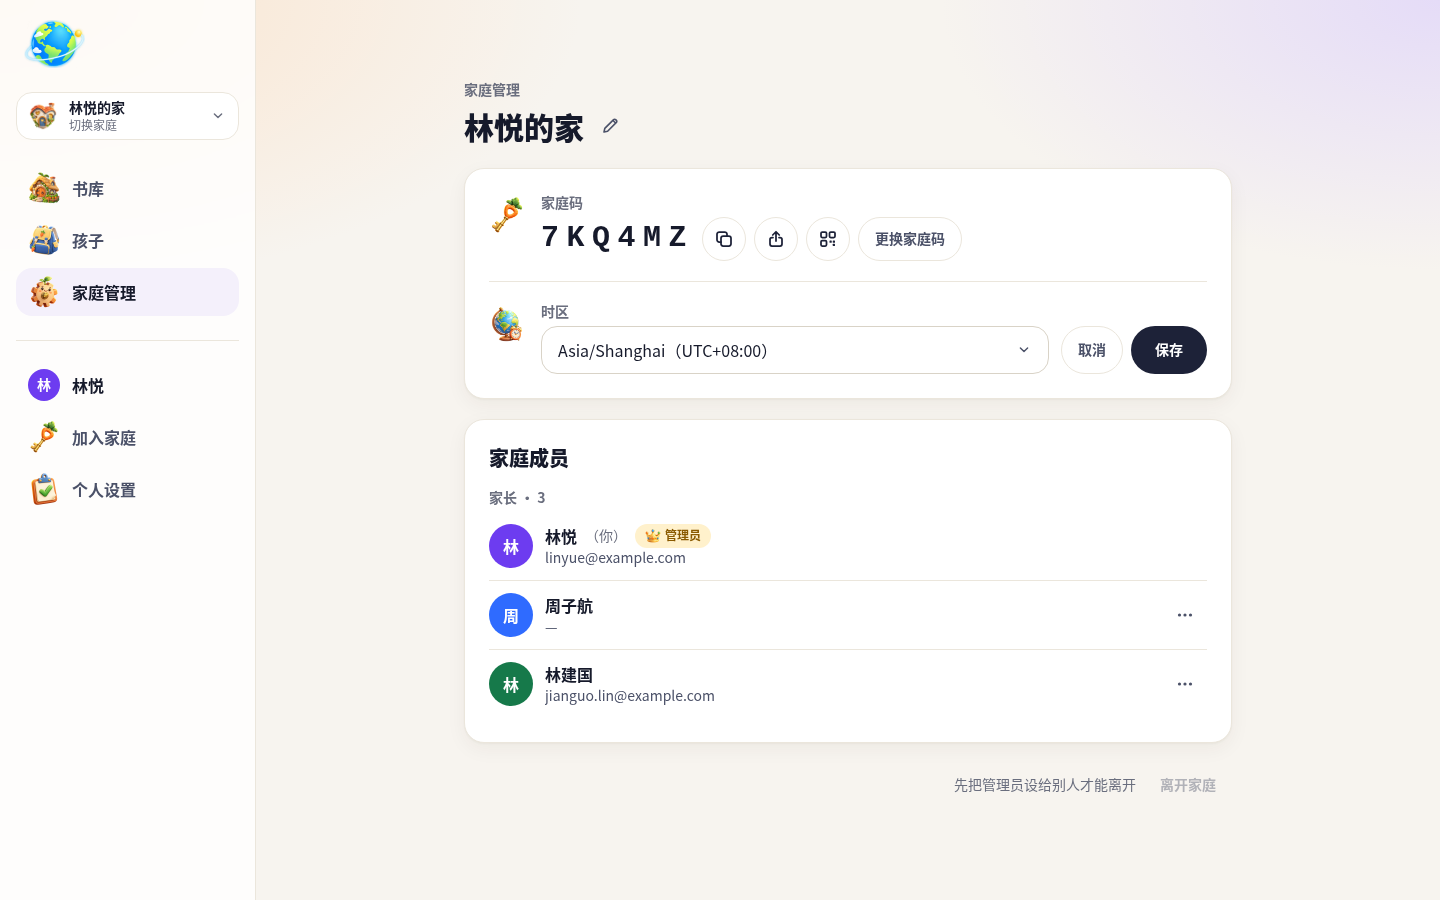 林悦的家
切换家庭
书库
孩子
家庭管理
林 林悦
加入家庭
个人设置
家庭管理
林悦的家
家庭码
7KQ4MZ 更换家庭码
时区
Asia/Shanghai（UTC+08:00） 取消 保存
家庭成员
家长 • 3
林 林悦 （你） 管理员
linyue@example.com
周 周子航
—
林 林建国
jianguo.lin@example.com
先把管理员设给别人才能离开 离开家庭